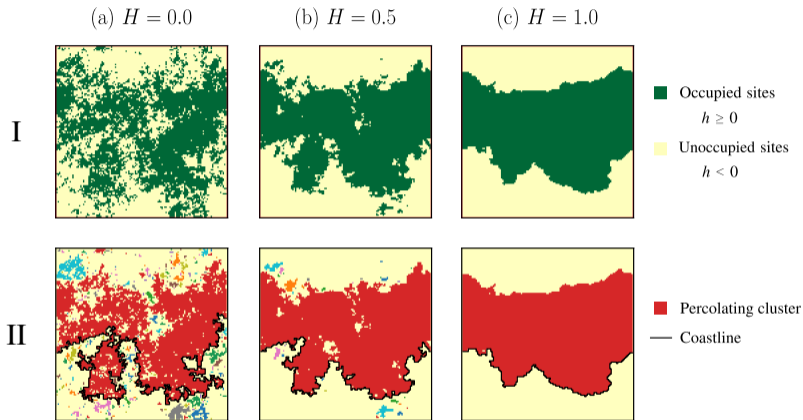 (a) H = 0.0
(b) H = 0.5
(c) H = 1.0
I
Occupied sites
h ≥ 0
Unoccupied sites
h < 0
II
Percolating cluster
Coastline